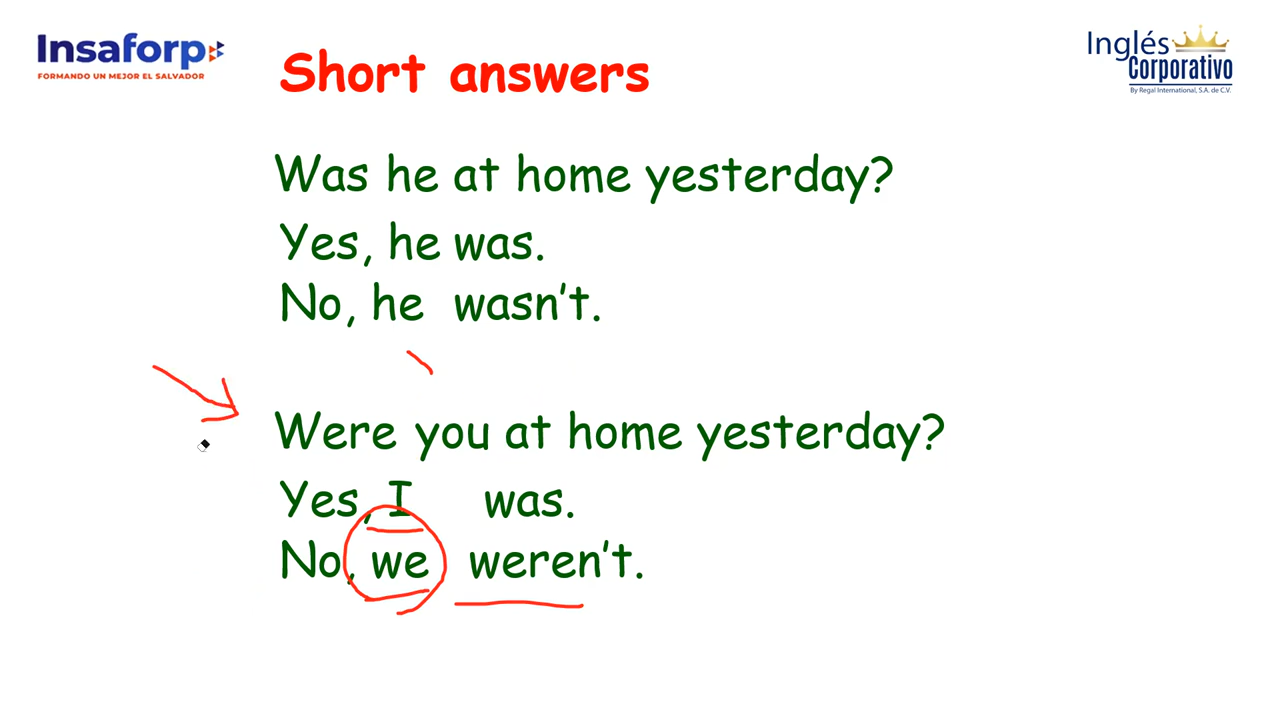 Insaforp
FORMANDO UN MEJOR EL SALVADOR
Inglés
Corporativo
By Regal International, S.A. de C.V.
Short answers
Was he at home yesterday?
Yes, he was.
No, he wasn't.
Were you at home yesterday?
Yes, I was.
No, we weren't.